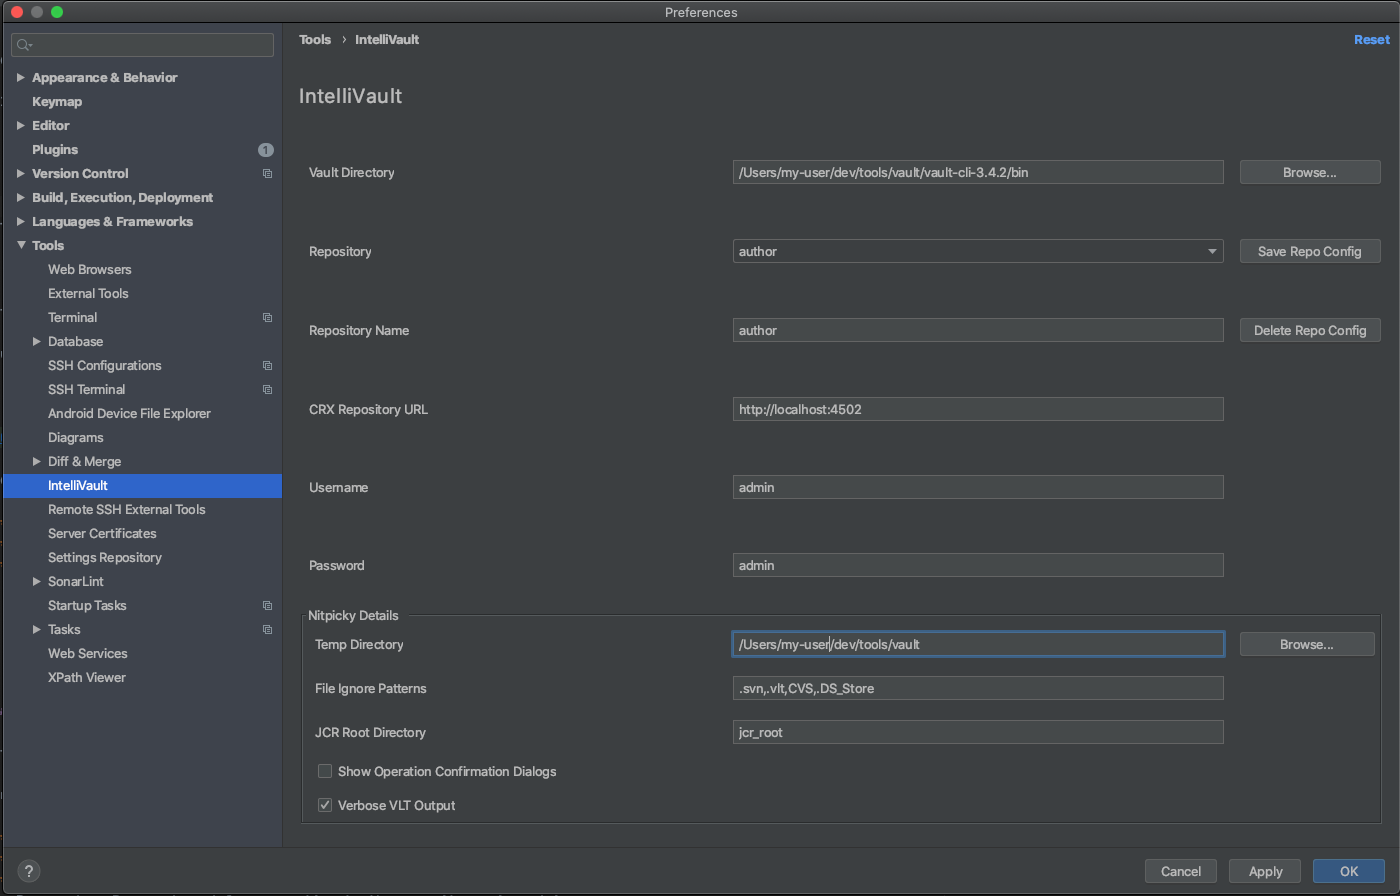 Preferences
Tools › IntelliVault
Reset
Appearance & Behavior
Keymap
Editor
Plugins 1
Version Control
Build, Execution, Deployment
Languages & Frameworks
Tools
Web Browsers
External Tools
Terminal
Database
SSH Configurations
SSH Terminal
Android Device File Explorer
Diagrams
Diff & Merge
IntelliVault
Remote SSH External Tools
Server Certificates
Settings Repository
SonarLint
Startup Tasks
Tasks
Web Services
XPath Viewer
IntelliVault
Vault Directory /Users/my-user/dev/tools/vault/vault-cli-3.4.2/bin Browse...
Repository author Save Repo Config
Repository Name author Delete Repo Config
CRX Repository URL http://localhost:4502
Username admin
Password admin
Nitpicky Details
Temp Directory /Users/my-user/dev/tools/vault Browse...
File Ignore Patterns .svn,.vlt,CVS,.DS_Store
JCR Root Directory jcr_root
Show Operation Confirmation Dialogs
Verbose VLT Output
? Cancel Apply OK